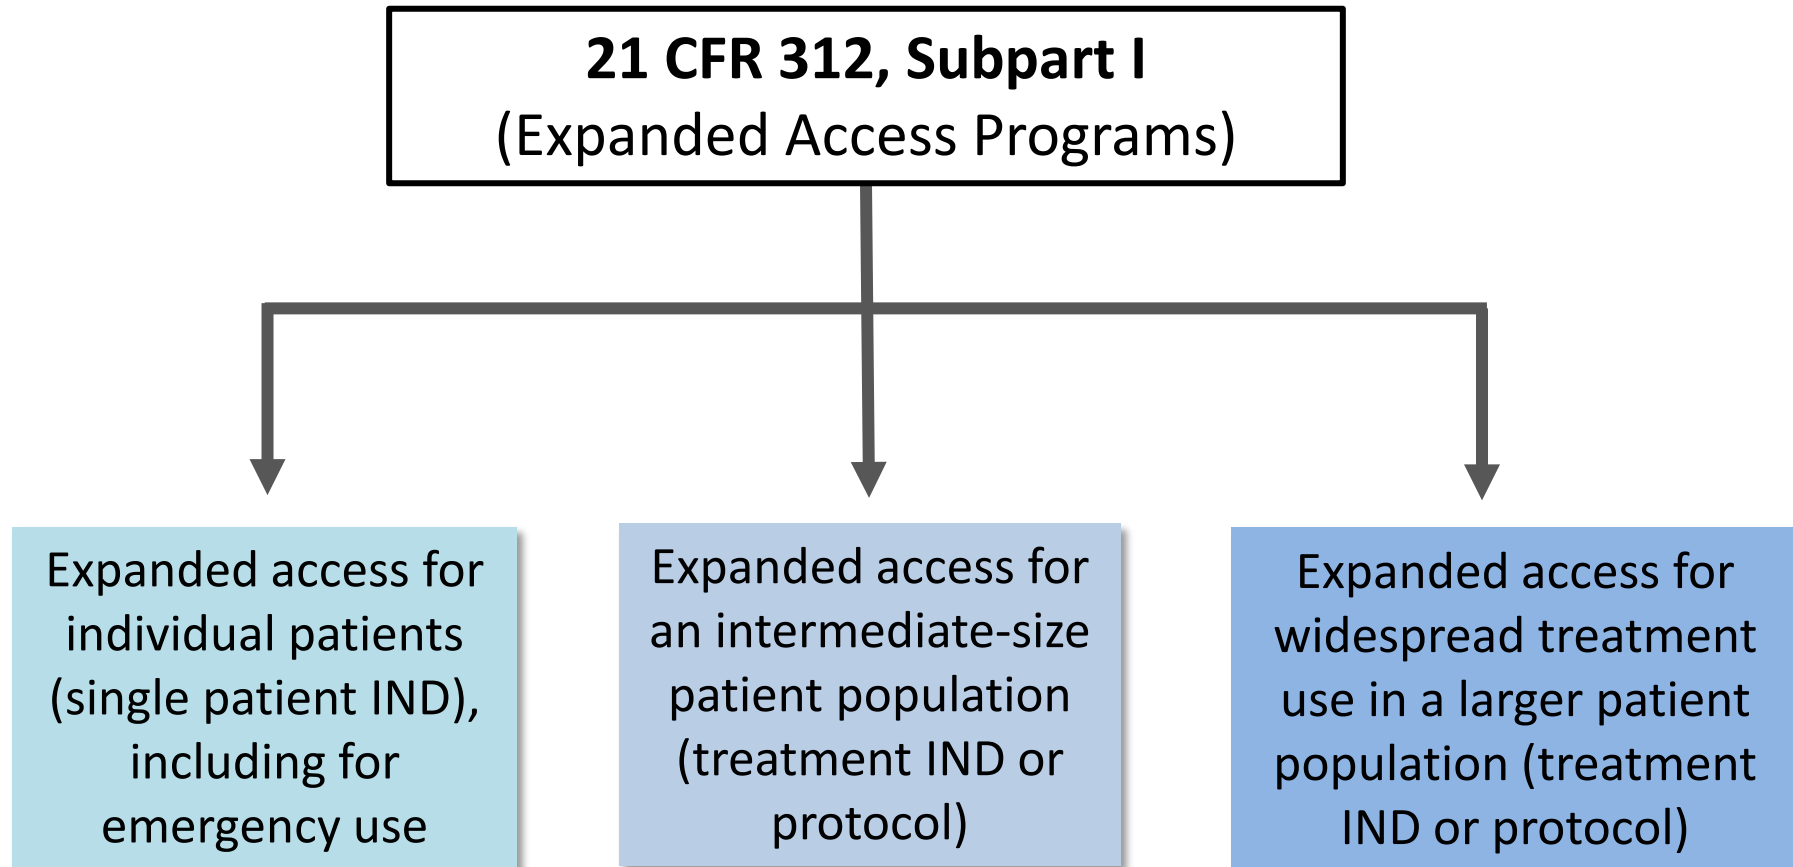 21 CFR 312, Subpart I
(Expanded Access Programs)
Expanded access for
individual patients
(single patient IND),
including for
emergency use
Expanded access for
an intermediate-size
patient population
(treatment IND or
protocol)
Expanded access for
widespread treatment
use in a larger patient
population (treatment
IND or protocol)